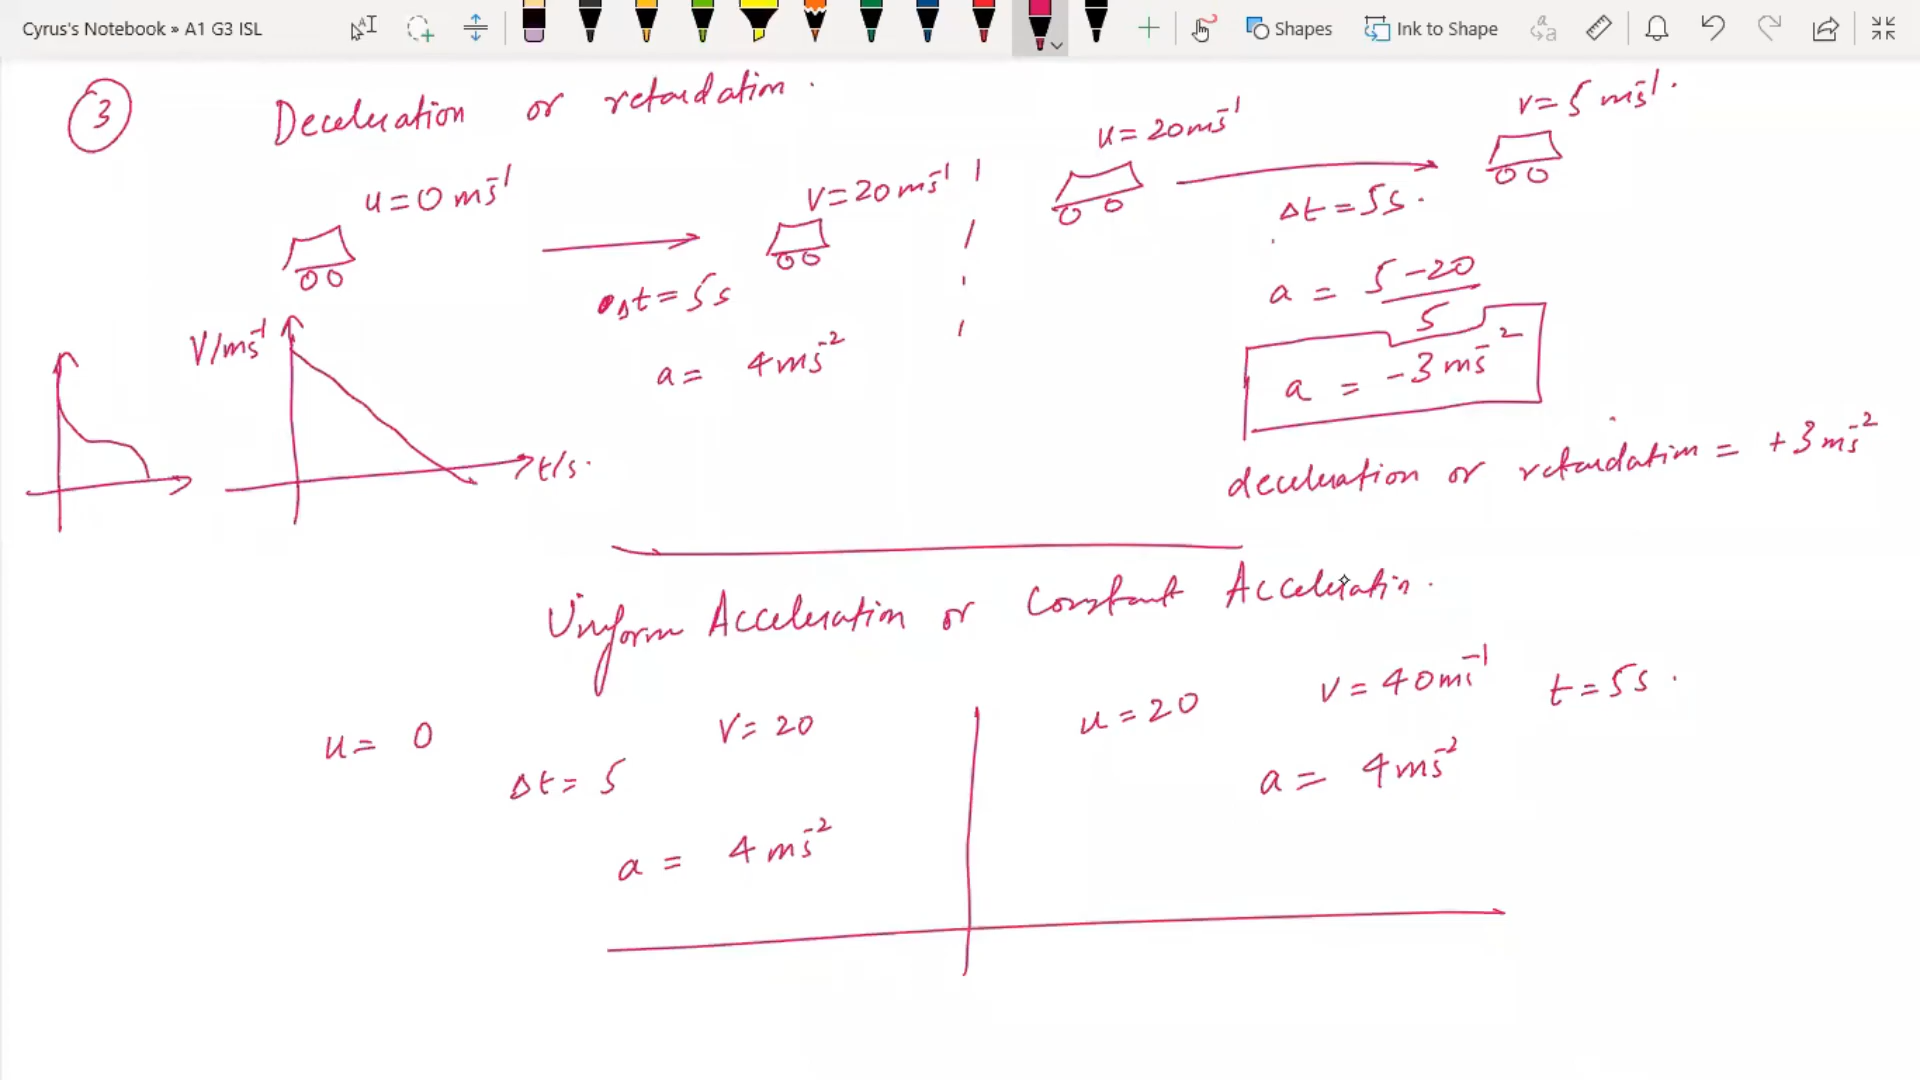 Cyrus's Notebook » A1 G3 ISL
Shapes
Ink to Shape
③ Deceleration or retardation.
u = 0 ms⁻¹
v = 20 ms⁻¹
Δt = 5s
a = 4 ms⁻²
V/ms⁻¹
t/s.
u = 20 ms⁻¹
v = 5 ms⁻¹.
Δt = 5s.
a = 5 - 20
5
a = -3 ms⁻²
deceleration or retardation = +3 ms⁻²
Uniform Acceleration or Constant Acceleration.
u = 0
v = 20
Δt = 5
a = 4 ms⁻²
u = 20
v = 40 ms⁻¹
t = 5s.
a = 4 ms⁻²